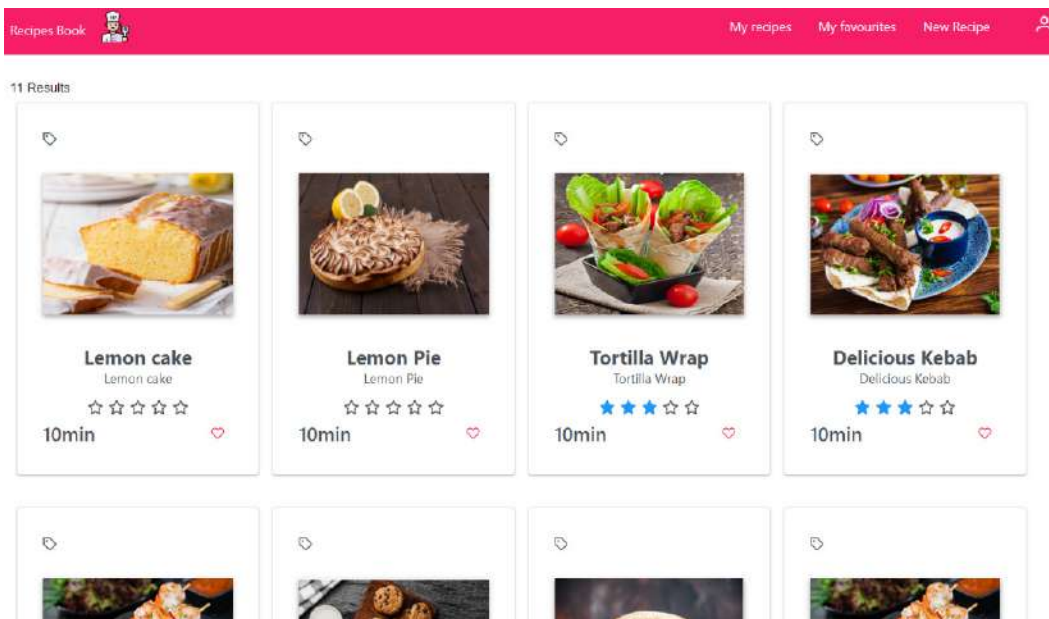 Recipes Book
My recipes My favourites New Recipe
11 Results
Lemon cake
Lemon cake
10min
Lemon Pie
Lemon Pie
10min
Tortilla Wrap
Tortilla Wrap
10min
Delicious Kebab
Delicious Kebab
10min